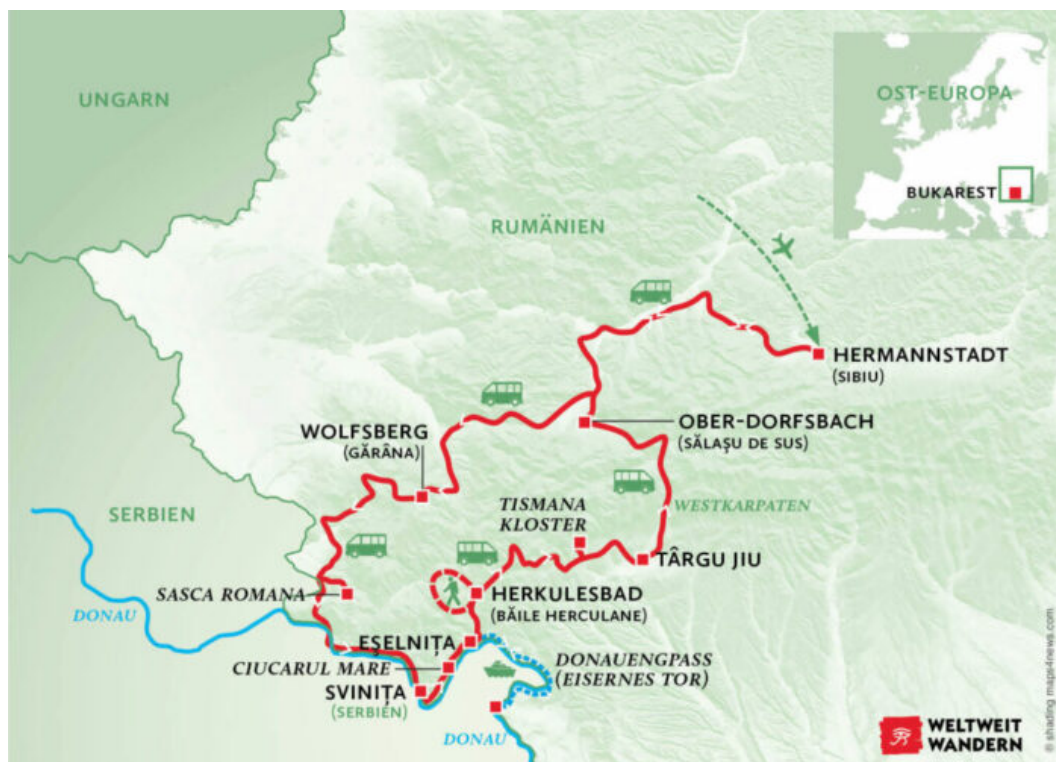 UNGARN
OST-EUROPA
BUKAREST
RUMÄNIEN
HERMANNSTADT
(SIBIU)
OBER-DORFSBACH
(SĂLAŞU DE SUS)
WOLFSBERG
(GĂRÂNA)
TISMANA
KLOSTER
WESTKARPATEN
SERBIEN
TÂRGU JIU
SASCA ROMANA
HERKULESBAD
(BĂILE HERCULANE)
DONAU
EŞELNIŢA
CIUCARUL MARE
DONAUENGPASS
(EISERNES TOR)
SVINIŢA
(SERBIEN)
DONAU
WELTWEIT
WANDERN
© shading maps4news.com